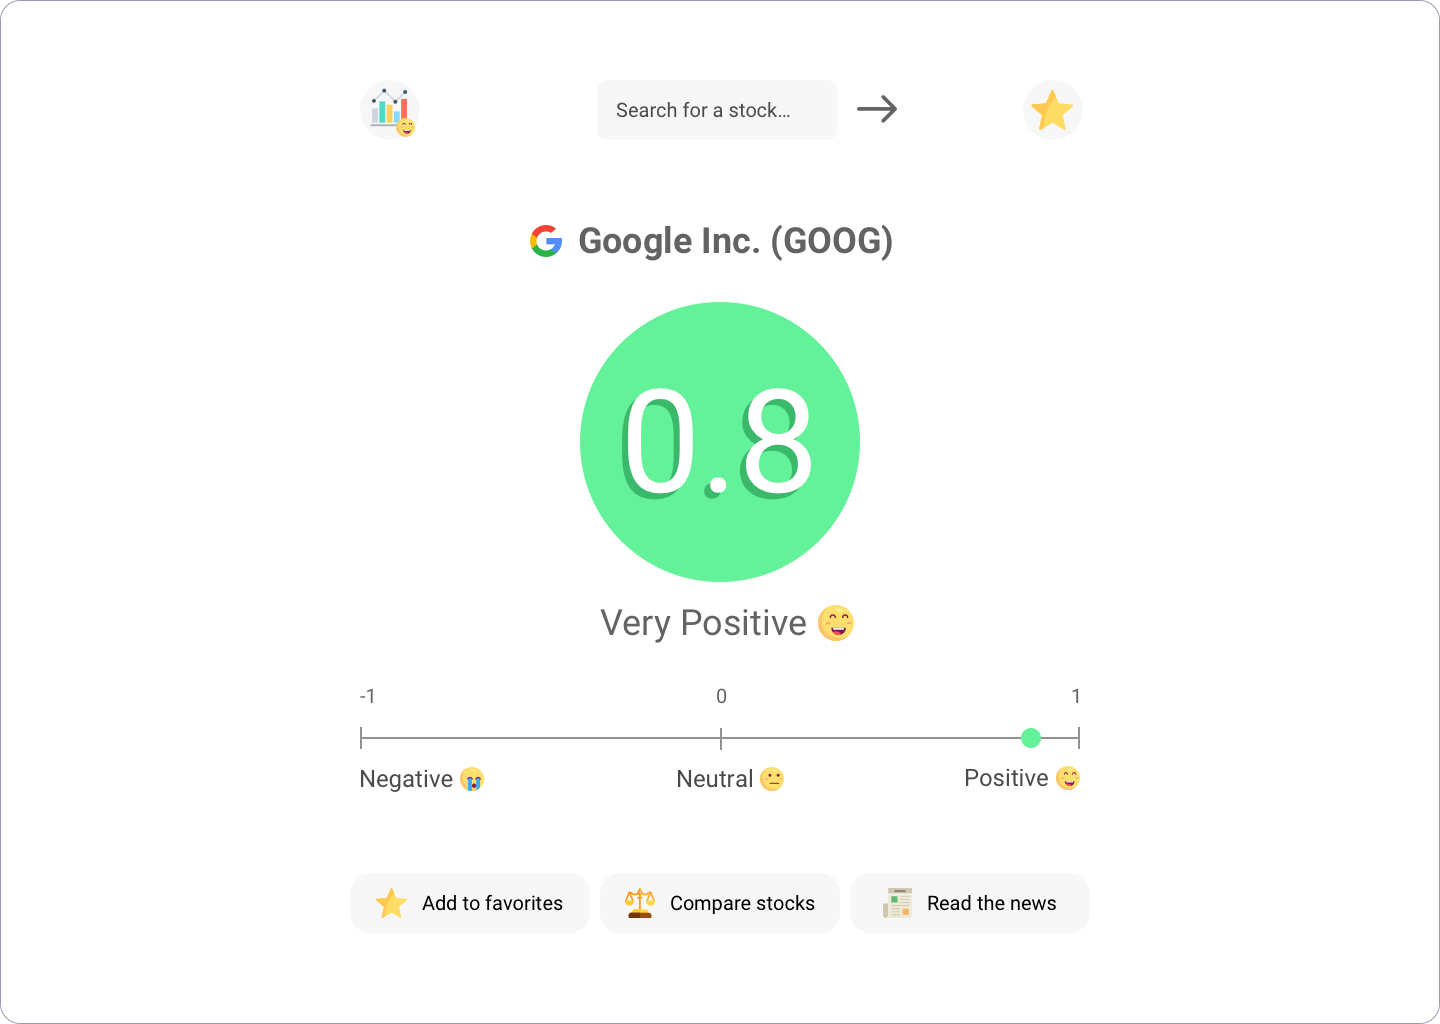 Search for a stock...
Google Inc. (GOOG)
0.8
Very Positive
-1 0 1
Negative Neutral Positive
Add to favorites Compare stocks Read the news